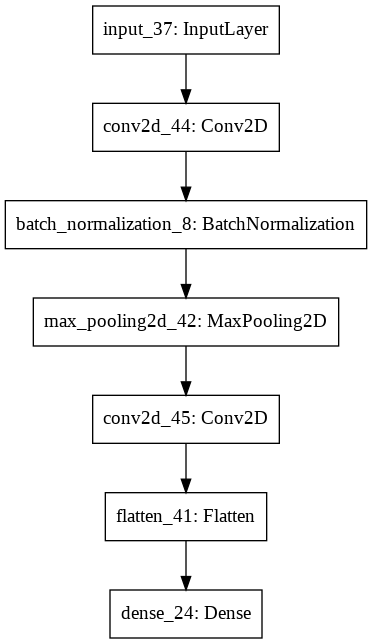 input_37: InputLayer
conv2d_44: Conv2D
batch_normalization_8: BatchNormalization
max_pooling2d_42: MaxPooling2D
conv2d_45: Conv2D
flatten_41: Flatten
dense_24: Dense